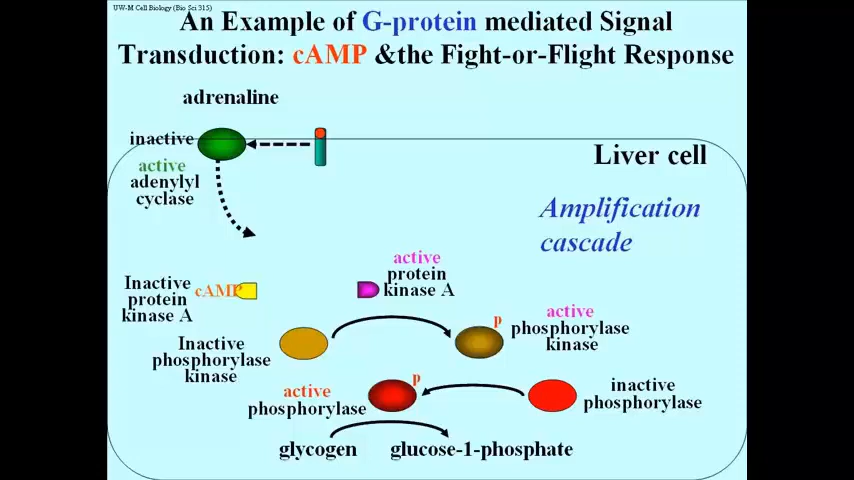 UW-M Cell Biology (Bio Sci 315)
An Example of G-protein mediated Signal
Transduction: cAMP &the Fight-or-Flight Response
adrenaline
inactive
active
adenylyl
cyclase
Liver cell
Amplification
cascade
active
protein
kinase A
Inactive
protein
kinase A
cAMP
p
active
phosphorylase
kinase
Inactive
phosphorylase
kinase
active
phosphorylase
p
inactive
phosphorylase
glycogen
glucose-1-phosphate